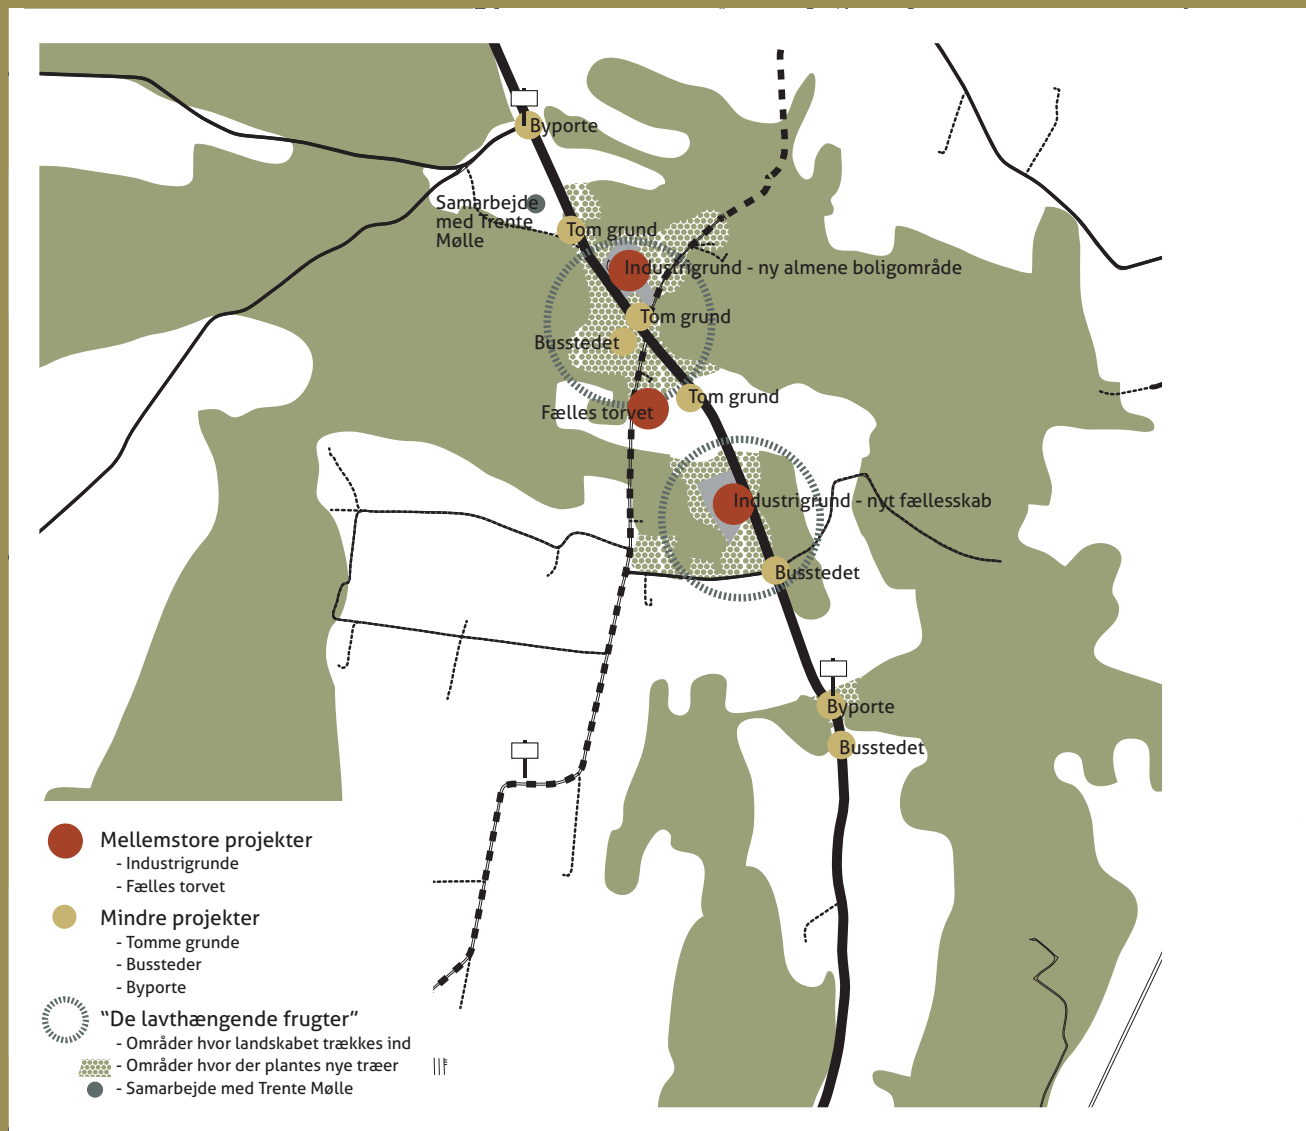 Byporte
Samarbejde
med Trente
Mølle
Tom grund
Industrigrund - ny almene boligområde
Tom grund
Busstedet
Tom grund
Fælles torvet
Industrigrund - nyt fællesskab
Busstedet
Byporte
Busstedet
Mellemstore projekter
- Industrigrunde
- Fælles torvet
Mindre projekter
- Tomme grunde
- Bussteder
- Byporte
“De lavthængende frugter”
- Områder hvor landskabet trækkes ind
- Områder hvor der plantes nye træer
- Samarbejde med Trente Mølle